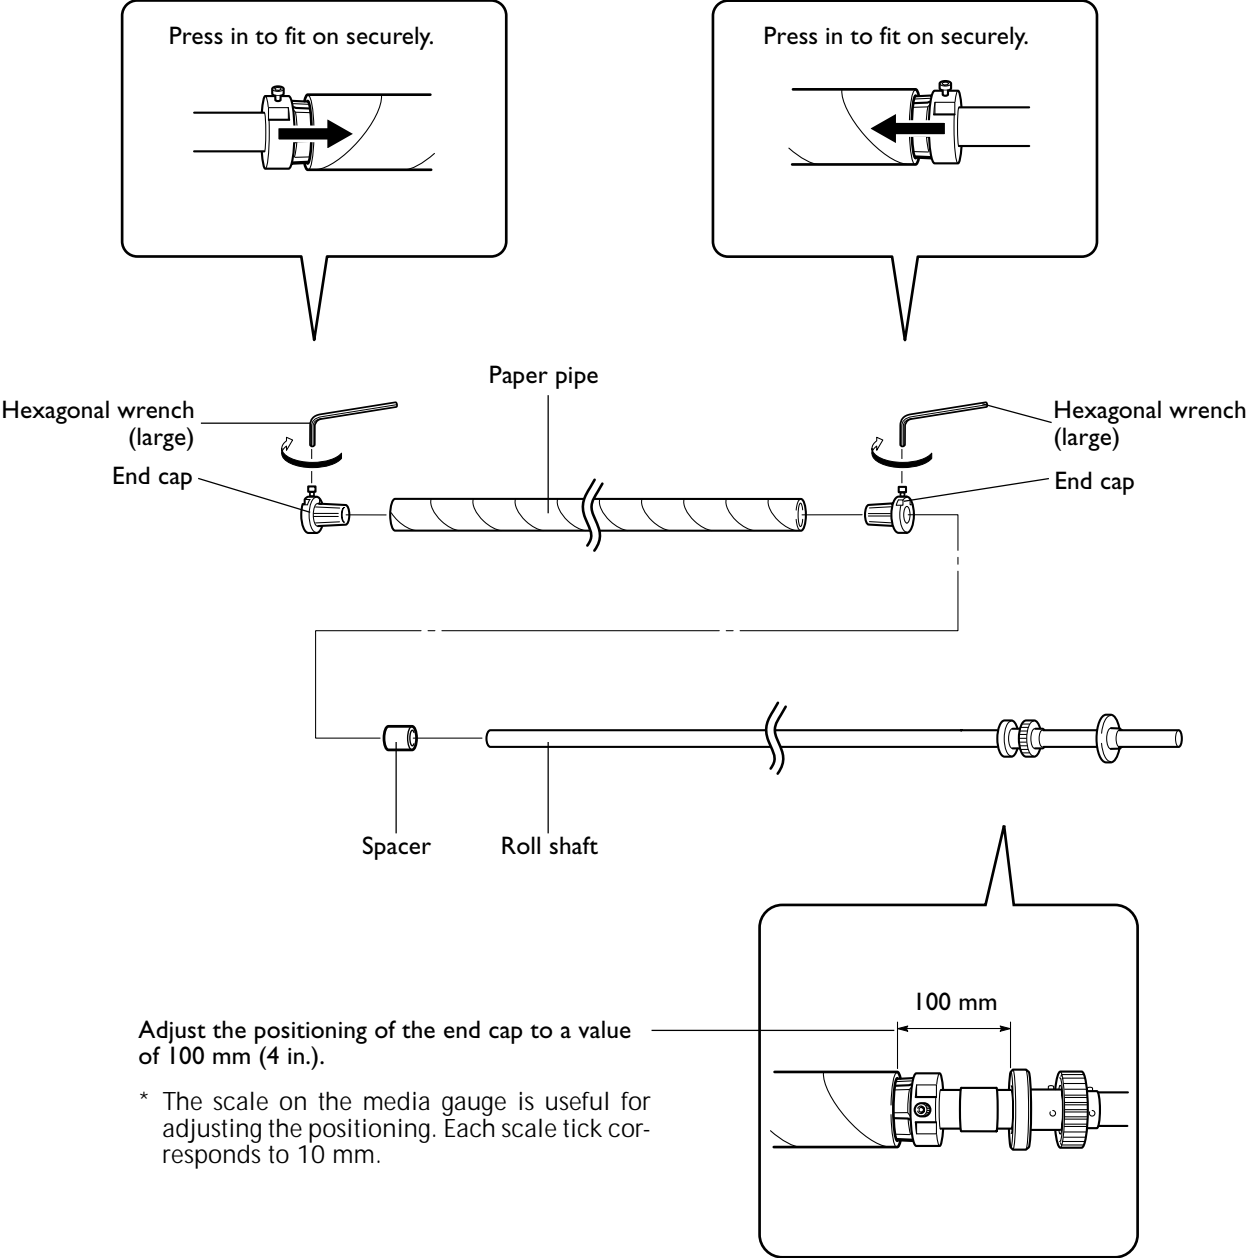 Press in to fit on securely.
Press in to fit on securely.
Paper pipe
Hexagonal wrench
(large)
End cap
Hexagonal wrench
(large)
End cap
Spacer
Roll shaft
100 mm
Adjust the positioning of the end cap to a value
of 100 mm (4 in.).
* The scale on the media gauge is useful for
adjusting the positioning. Each scale tick cor-
responds to 10 mm.